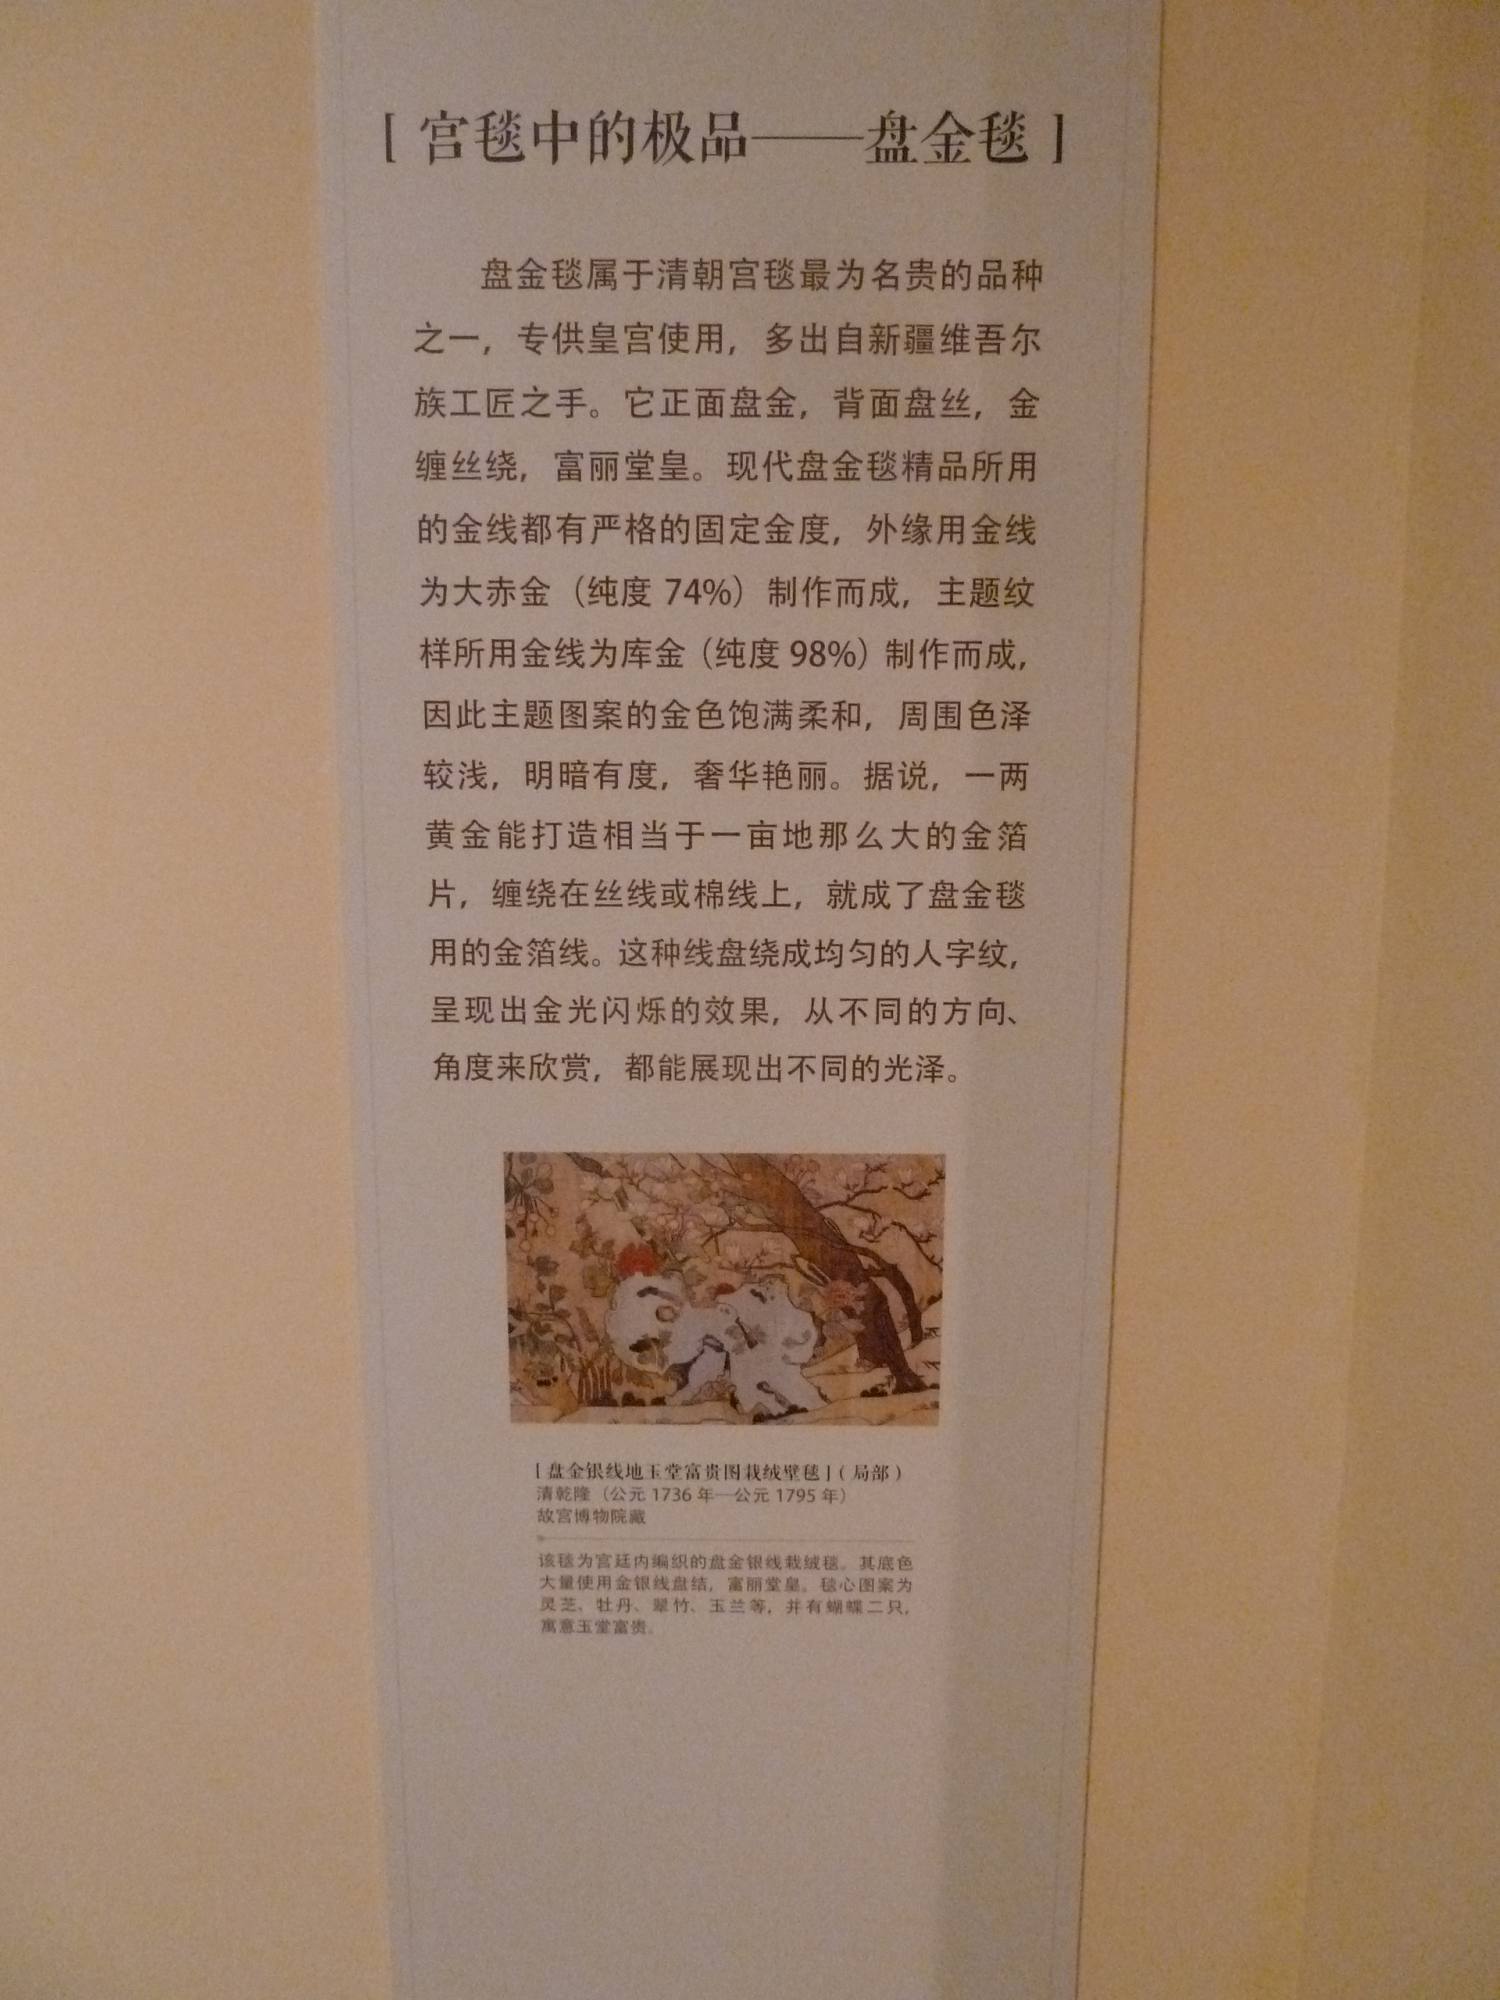 [ 宫毯中的极品——盘金毯 ]
盘金毯属于清朝宫毯最为名贵的品种
之一，专供皇宫使用，多出自新疆维吾尔
族工匠之手。它正面盘金，背面盘丝，金
缠丝绕，富丽堂皇。现代盘金毯精品所用
的金线都有严格的固定金度，外缘用金线
为大赤金（纯度 74%）制作而成，主题纹
样所用金线为库金（纯度 98%）制作而成，
因此主题图案的金色饱满柔和，周围色泽
较浅，明暗有度，奢华艳丽。据说，一两
黄金能打造相当于一亩地那么大的金箔
片，缠绕在丝线或棉线上，就成了盘金毯
用的金箔线。这种线盘绕成均匀的人字纹，
呈现出金光闪烁的效果，从不同的方向、
角度来欣赏，都能展现出不同的光泽。
[ 盘金银线地玉堂富贵图栽绒壁毯 ]（局部）
清乾隆（公元 1736 年—公元 1795 年）
故宫博物院藏
该毯为宫廷内编织的盘金银线栽绒毯。其底色
大量使用金银线盘结，富丽堂皇。毯心图案为
灵芝、牡丹、翠竹、玉兰等，并有蝴蝶二只，
寓意玉堂富贵。